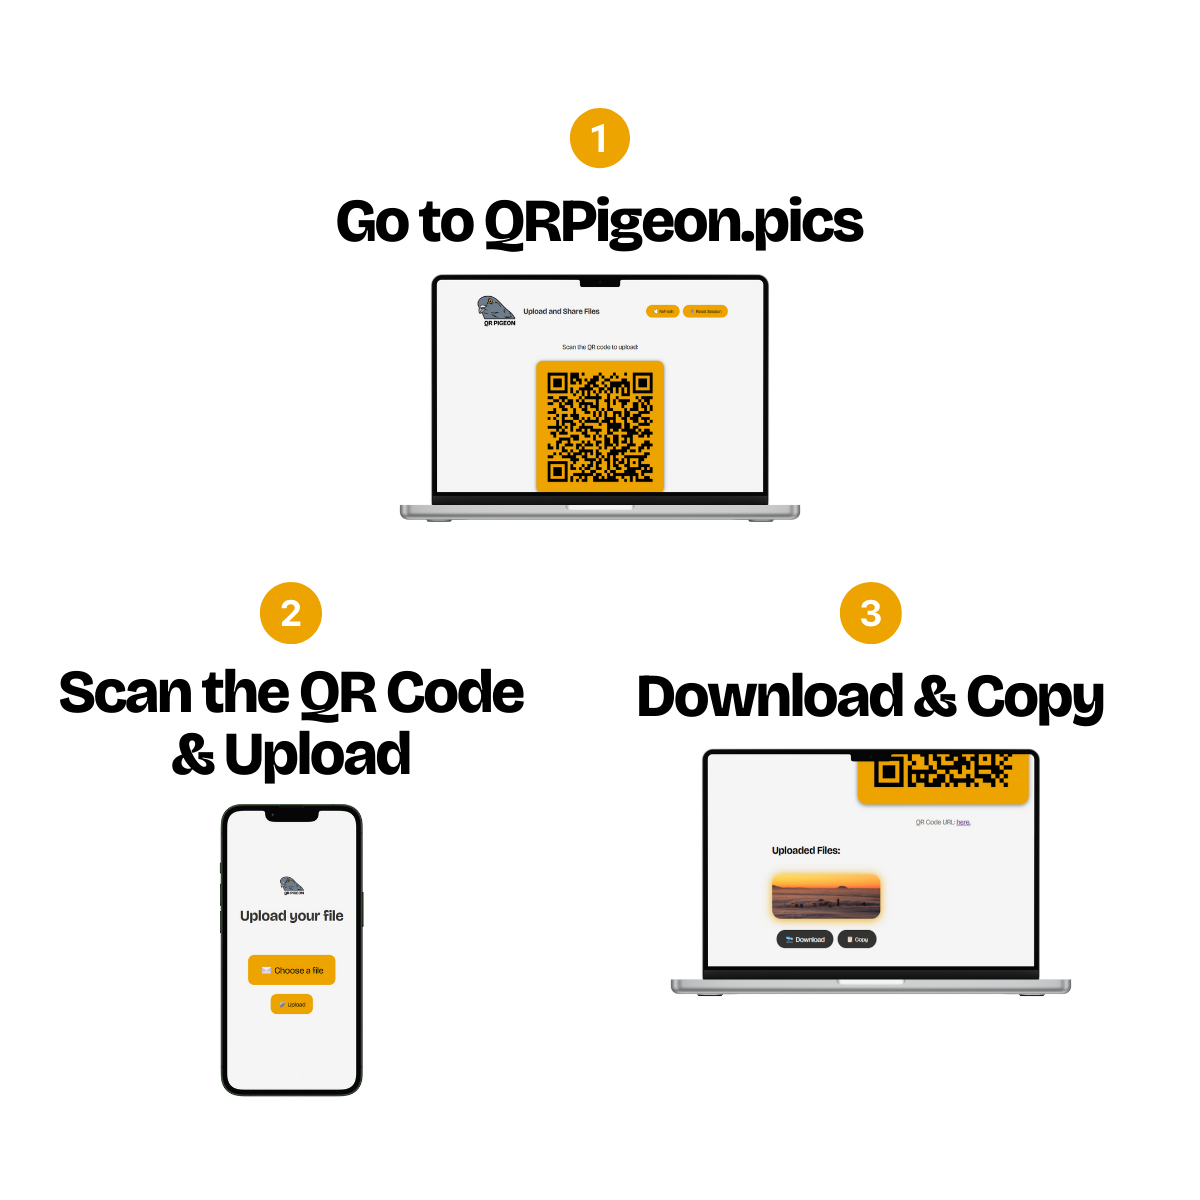 1
Go to QRPigeon.pics
QR PIGEON
Upload and Share Files
Refresh
Reset Session
Scan the QR code to upload:
2
Scan the QR Code
& Upload
QR PIGEON
Upload your file
Choose a file
Upload
3
Download & Copy
QR Code URL: here.
Uploaded Files:
Download
Copy